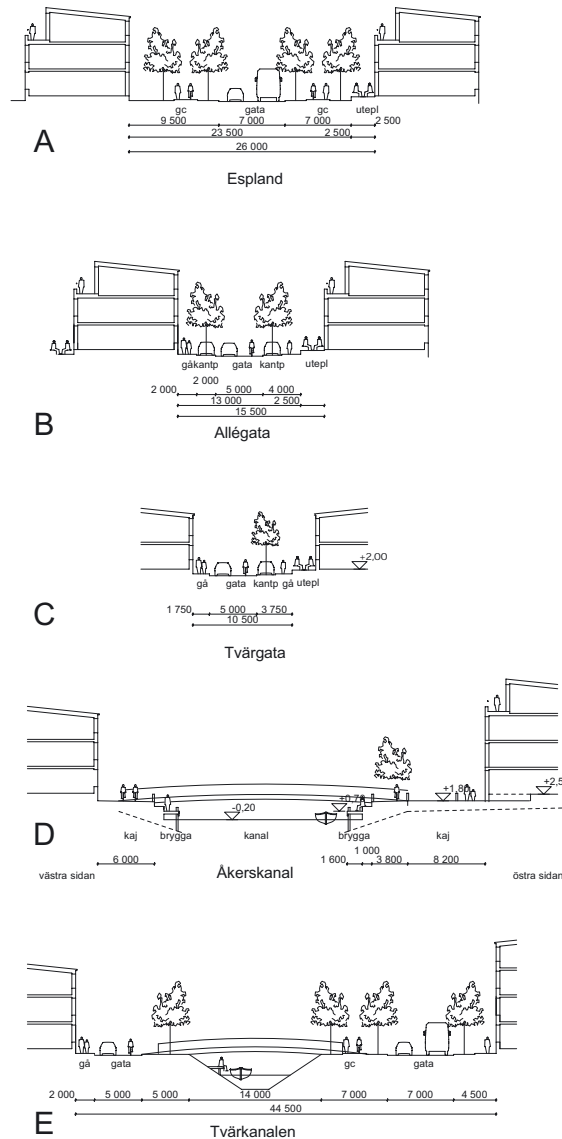 gc gata gc utepl
9 500 7 000 7 000 2 500
23 500 2 500
26 000
A
Espland
gåkantp gata kantp utepl
2 000
2 000 5 000 4 000
13 000 2 500
15 500
B
Allégata
+2,00
gå gata kantp gå utepl
1 750 5 000 3 750
10 500
C
Tvärgata
+1,80 +2,5
-0,20 +0,70
D
kaj brygga kanal brygga kaj
1 000
6 000 1 600 3 800 8 200
västra sidan Åkerskanal östra sidan
gå gata gc gata
2 000 5 000 5 000 14 000 7 000 7 000 4 500
44 500
E
Tvärkanalen